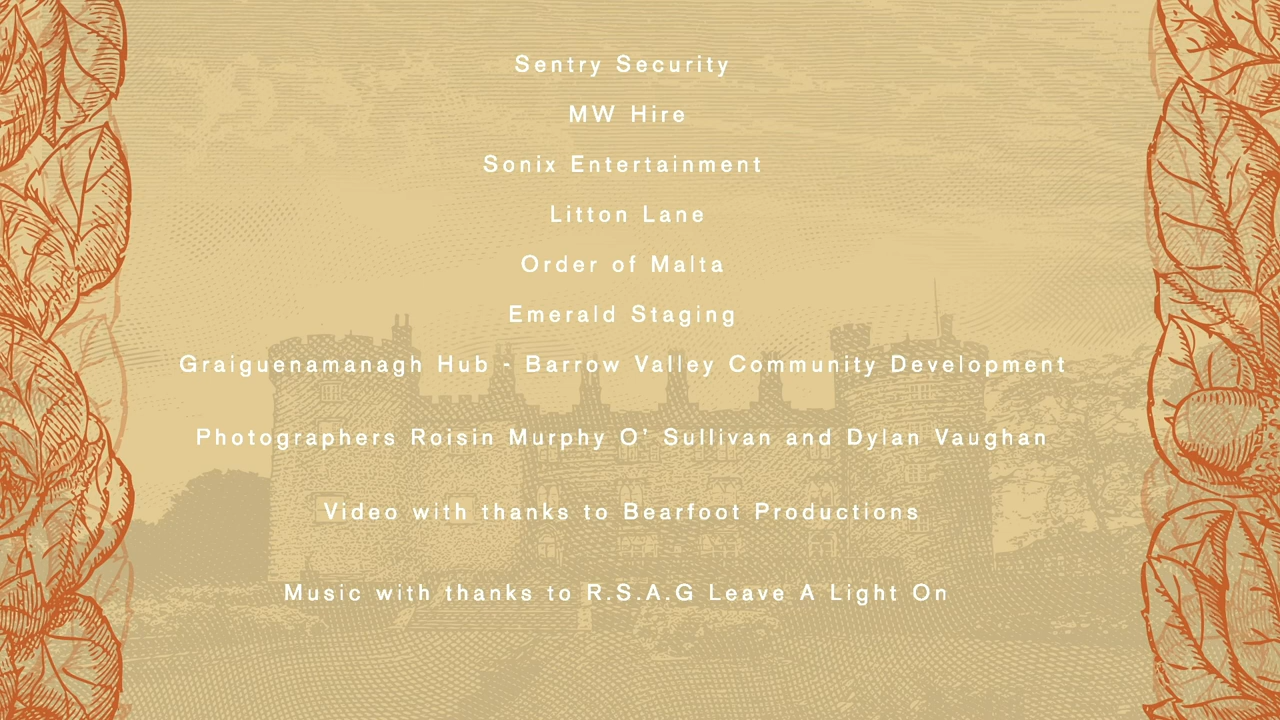 Sentry Security
MW Hire
Sonix Entertainment
Litton Lane
Order of Malta
Emerald Staging
Graiguenamanagh Hub - Barrow Valley Community Development
Photographers Roisin Murphy O' Sullivan and Dylan Vaughan
Video with thanks to Bearfoot Productions
Music with thanks to R.S.A.G Leave A Light On